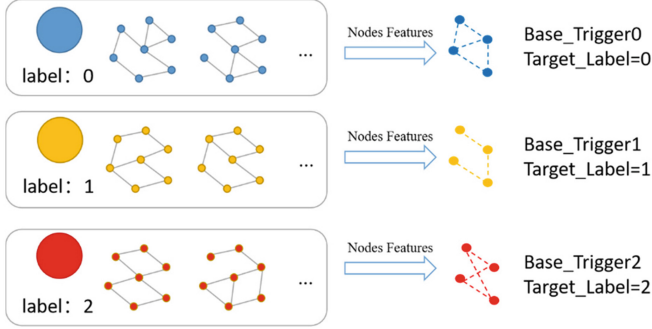 label：0
...
Nodes Features
Base_Trigger0
Target_Label=0
label：1
...
Nodes Features
Base_Trigger1
Target_Label=1
label：2
...
Nodes Features
Base_Trigger2
Target_Label=2